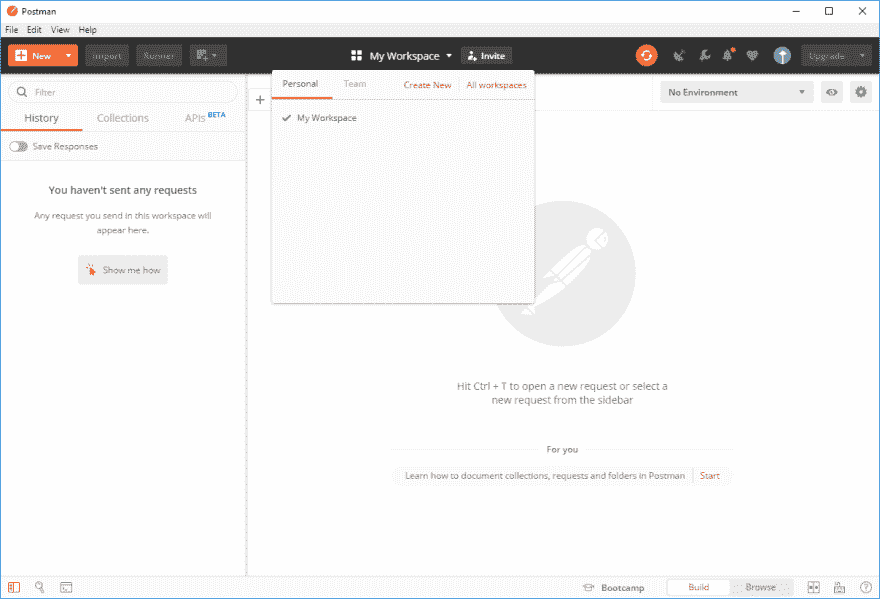 Postman
File Edit View Help
New Import Runner My Workspace Invite Upgrade
Filter
Personal Team Create New All workspaces
No Environment
History Collections APIs BETA
My Workspace
Save Responses
You haven't sent any requests
Any request you send in this workspace will
appear here.
Show me how
Hit Ctrl + T to open a new request or select a
new request from the sidebar
For you
Learn how to document collections, requests and folders in Postman Start
Bootcamp Build Browse